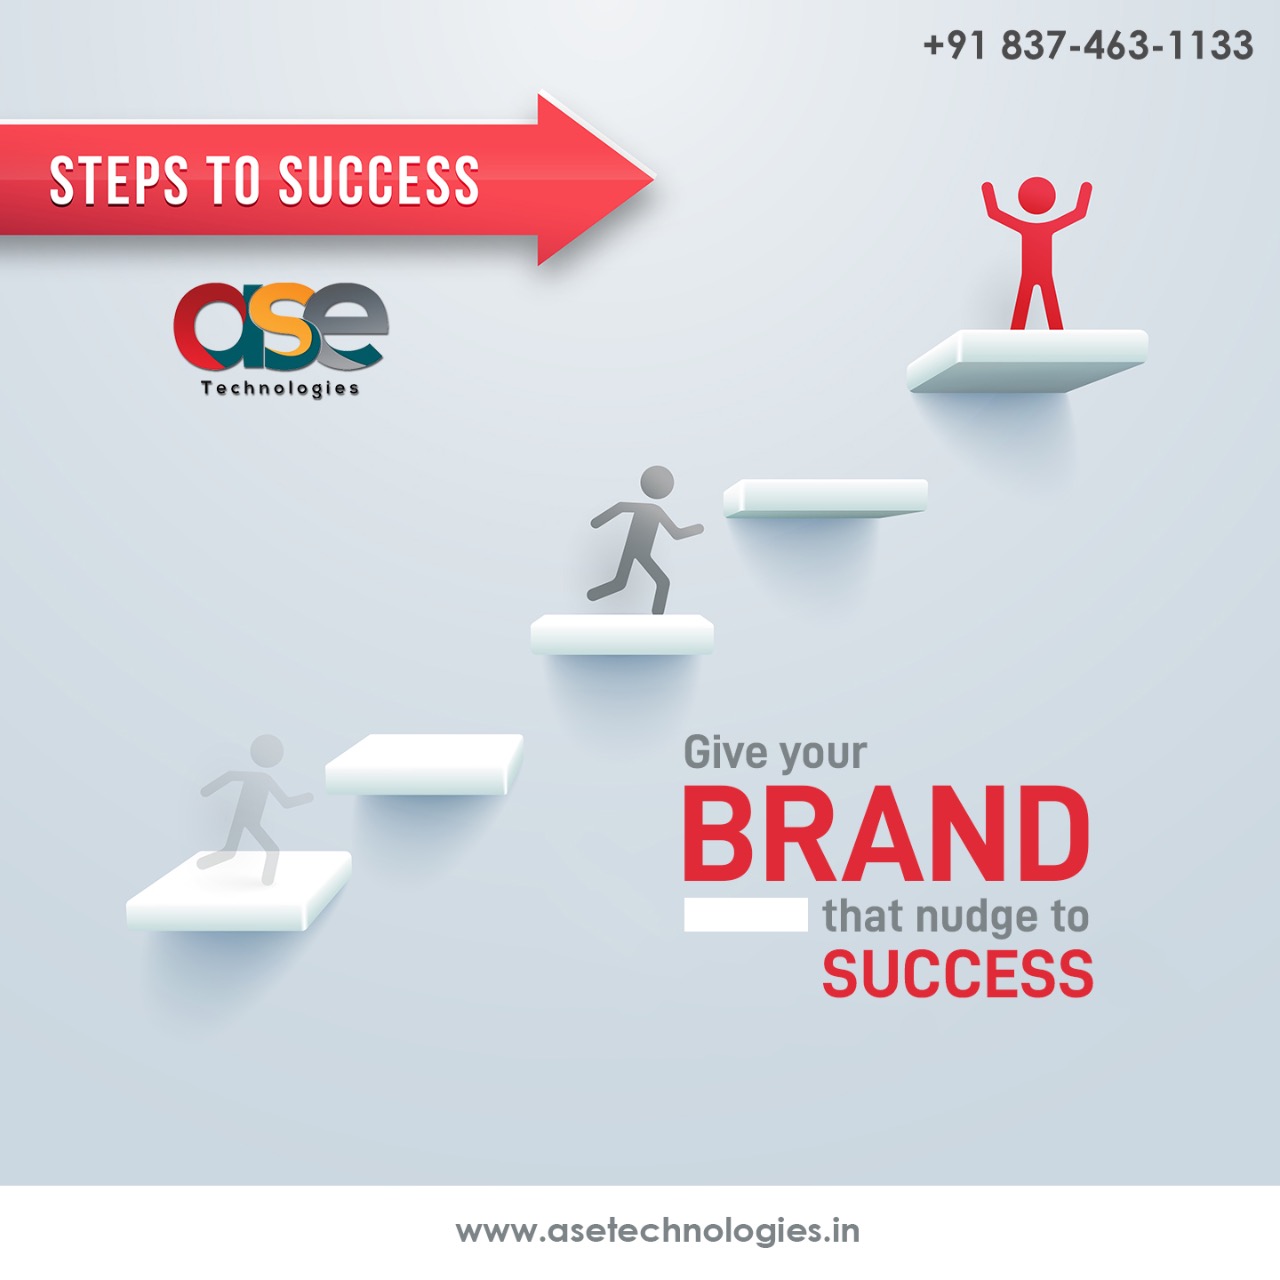 +91 837-463-1133
STEPS TO SUCCESS
ase
Technologies
Give your
BRAND
that nudge to
SUCCESS
www.asetechnologies.in